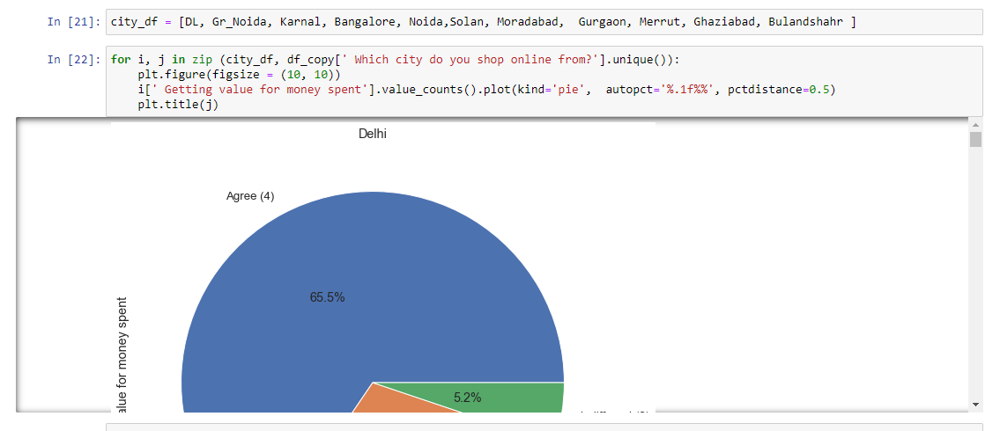 In [21]: city_df = [DL, Gr_Noida, Karnal, Bangalore, Noida,Solan, Moradabad,  Gurgaon, Merrut, Ghaziabad, Bulandshahr ]
In [22]: for i, j in zip (city_df, df_copy[' Which city do you shop online from?'].unique()):
    plt.figure(figsize = (10, 10))
    i[' Getting value for money spent'].value_counts().plot(kind='pie',  autopct='%.1f%%', pctdistance=0.5)
    plt.title(j)
Delhi
Agree (4)
65.5%
for money spent
5.2%